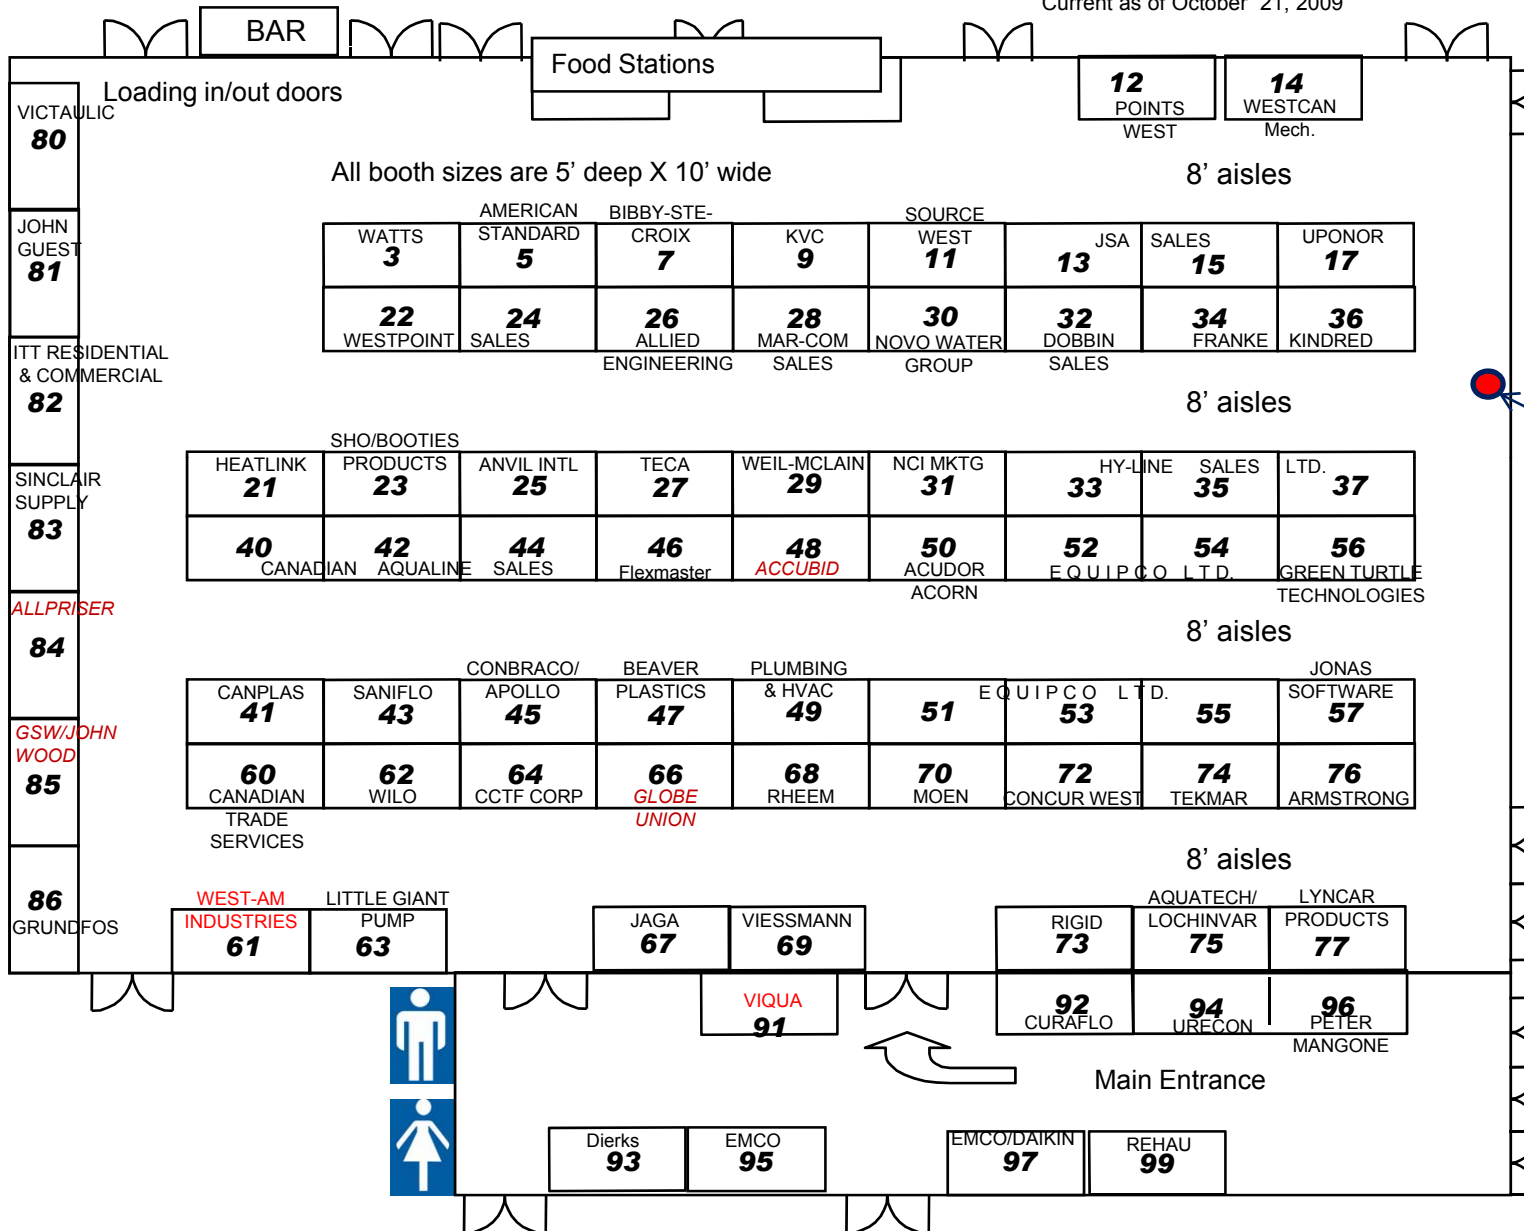 Current as of October 21, 2009
BAR
Food Stations
Loading in/out doors
12
POINTS
WEST
14
WESTCAN
Mech.
VICTAULIC
80
All booth sizes are 5’ deep X 10’ wide
8’ aisles
JOHN
GUEST
81
WATTS
3
AMERICAN
STANDARD
5
BIBBY-STE-
CROIX
7
KVC
9
SOURCE
WEST
11
JSA SALES
13 15
UPONOR
17
22 24
WESTPOINT SALES
26
ALLIED
ENGINEERING
28
MAR-COM
SALES
30
NOVO WATER
GROUP
32
DOBBIN
SALES
34 36
FRANKE KINDRED
ITT RESIDENTIAL
& COMMERCIAL
82
8’ aisles
SINCLAIR
SUPPLY
83
HEATLINK
21
SHO/BOOTIES
PRODUCTS
23
ANVIL INTL
25
TECA
27
WEIL-MCLAIN
29
NCI MKTG
31
HY-LINE SALES LTD.
33 35 37
40 42 44
CANADIAN AQUALINE SALES
46
Flexmaster
48
ACCUBID
50
ACUDOR
ACORN
52 54
EQUIPCO LTD.
56
GREEN TURTLE
TECHNOLOGIES
ALLPRISER
84
8’ aisles
CANPLAS
41
SANIFLO
43
CONBRACO/
APOLLO
45
BEAVER
PLASTICS
47
PLUMBING
& HVAC
49
EQUIPCO LTD.
51 53 55
JONAS
SOFTWARE
57
GSW/JOHN
WOOD
85
60
CANADIAN
TRADE
SERVICES
62
WILO
64
CCTF CORP
66
GLOBE
UNION
68
RHEEM
70
MOEN
72
CONCUR WEST
74
TEKMAR
76
ARMSTRONG
8’ aisles
86
GRUNDFOS
WEST-AM
INDUSTRIES
61
LITTLE GIANT
PUMP
63
JAGA
67
VIESSMANN
69
RIGID
73
AQUATECH/
LOCHINVAR
75
LYNCAR
PRODUCTS
77
VIQUA
91
92
CURAFLO
94
URECON
96
PETER
MANGONE
Main Entrance
Dierks
93
EMCO
95
EMCO/DAIKIN
97
REHAU
99